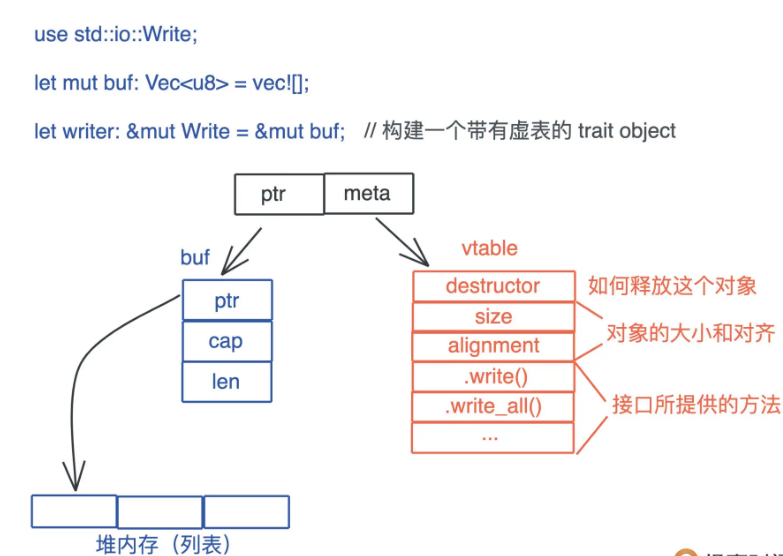 use std::io::Write;
let mut buf: Vec<u8> = vec![];
let writer: &mut Write = &mut buf; // 构建一个带有虚表的 trait object
ptr meta
buf
vtable
ptr
cap
len
destructor 如何释放这个对象
size
对象的大小和对齐
alignment
.write()
.write_all() 接口所提供的方法
...
堆内存（列表）